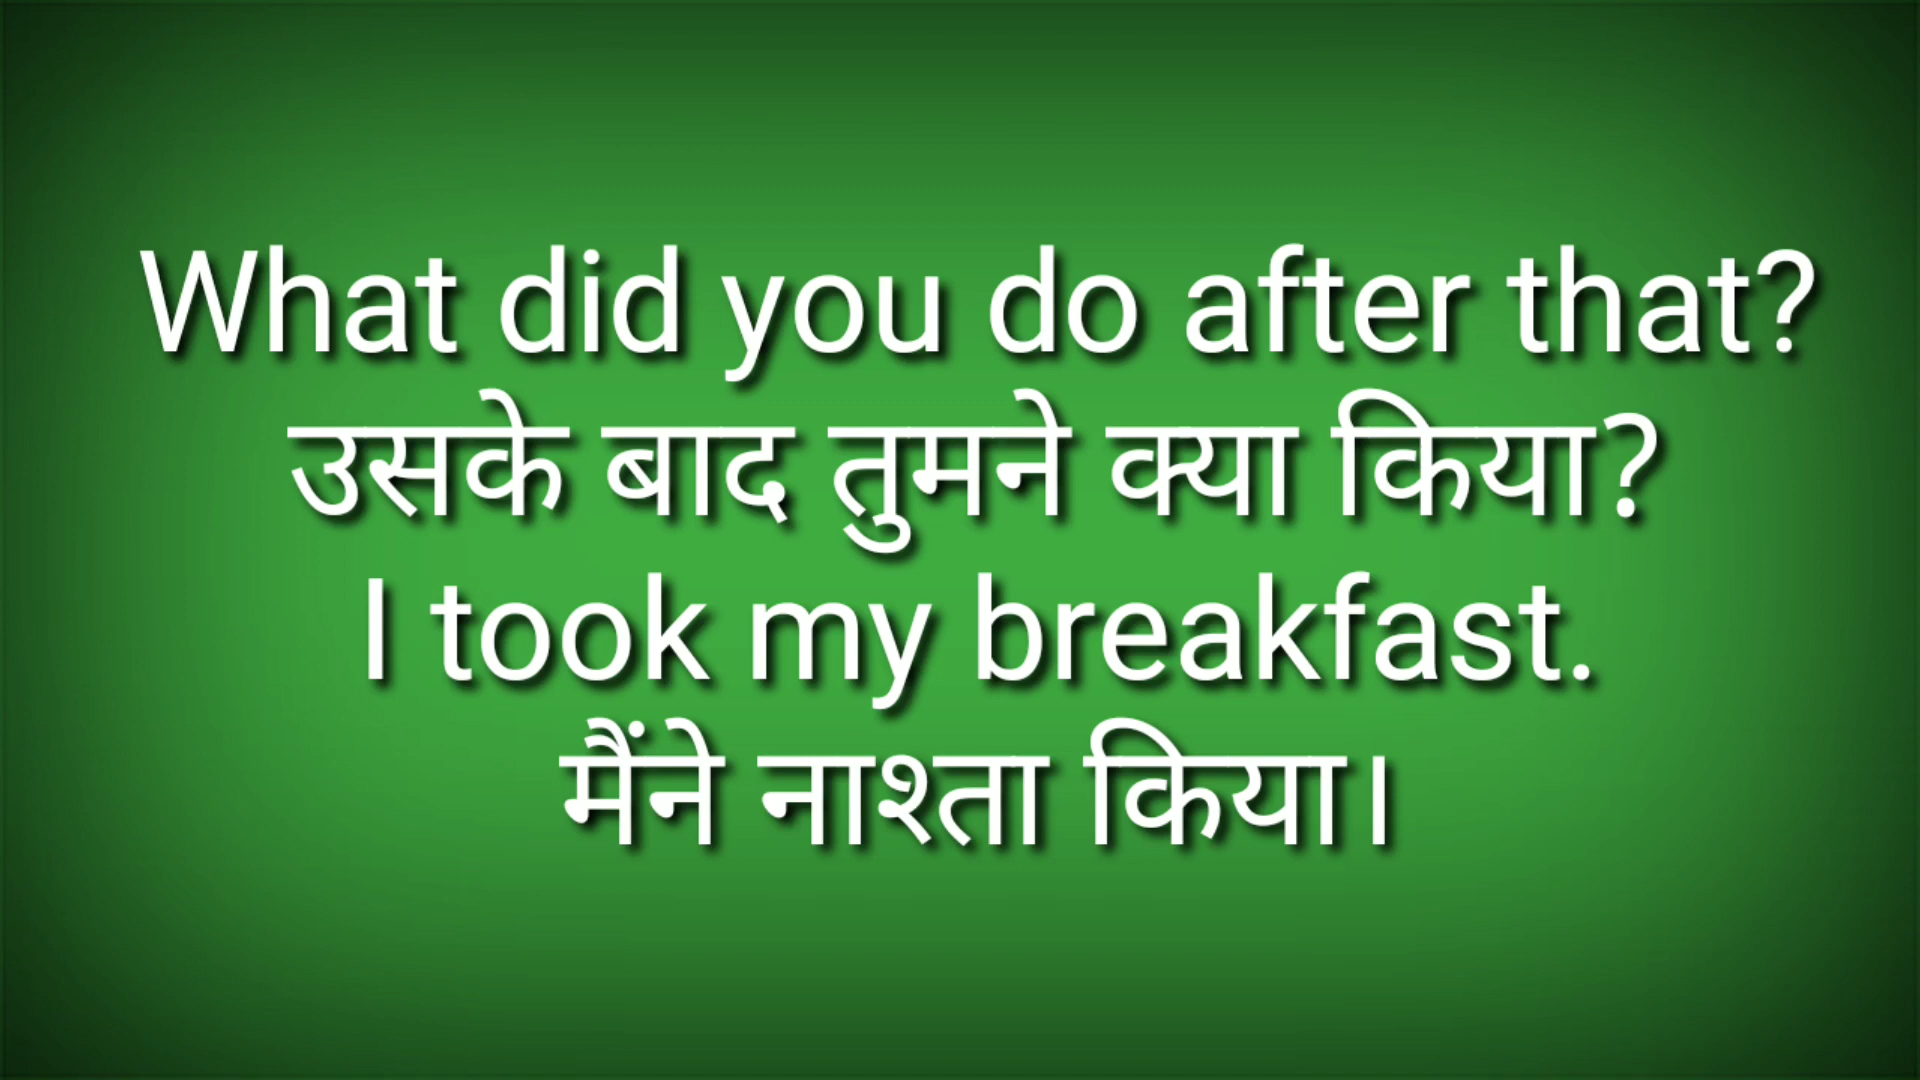 What did you do after that?
उसके बाद तुमने क्या किया?
I took my breakfast.
मैंने नाश्ता किया।